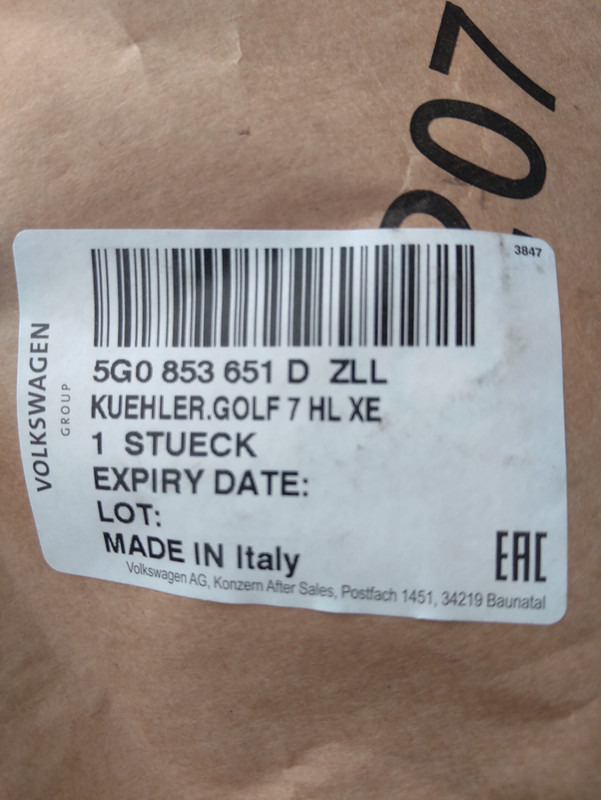 07
3847
VOLKSWAGEN
GROUP
5G0 853 651 D ZLL
KUEHLER.GOLF 7 HL XE
1 STUECK
EXPIRY DATE:
LOT:
MADE IN Italy
EAC
Volkswagen AG, Konzern After Sales, Postfach 1451, 34219 Baunatal